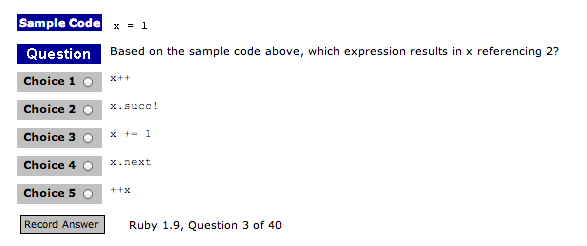 Sample Code x = 1
Question Based on the sample code above, which expression results in x referencing 2?
Choice 1 x++
Choice 2 x.succ!
Choice 3 x += 1
Choice 4 x.next
Choice 5 ++x
Record Answer Ruby 1.9, Question 3 of 40